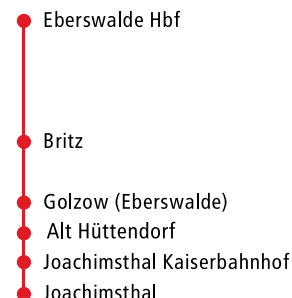 Eberswalde Hbf
Britz
Golzow (Eberswalde)
Alt Hüttendorf
Joachimsthal Kaiserbahnhof
Joachimsthal